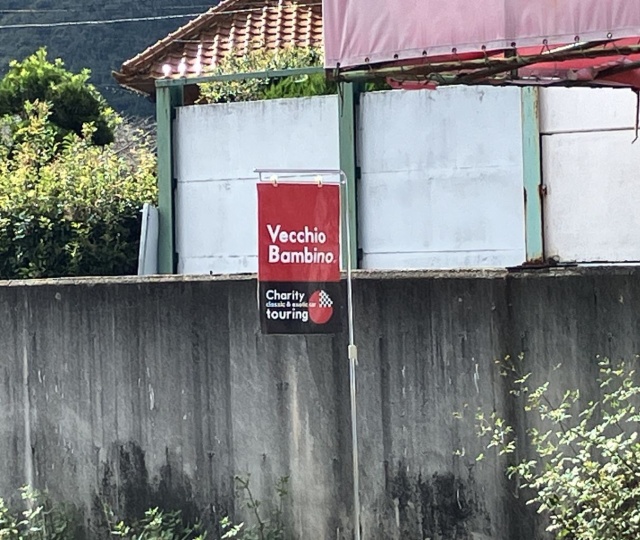 Vecchio
Bambino.
Charity
classic & exotic car
touring